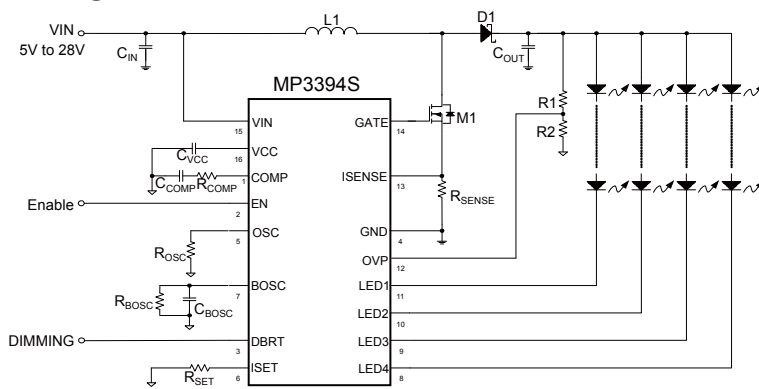 VIN
5V to 28V
CIN
L1
D1
COUT
MP3394S
R1
R2
M1
VIN
15
GATE
14
VCC
16
CVCC
COMP
1
CCOMP
RCOMP
ISENSE
13
RSENSE
Enable
EN
2
OSC
5
ROSC
GND
4
OVP
12
BOSC
7
RBOSC
CBOSC
LED1
11
LED2
10
DIMMING
DBRT
3
LED3
9
ISET
6
RSET
LED4
8